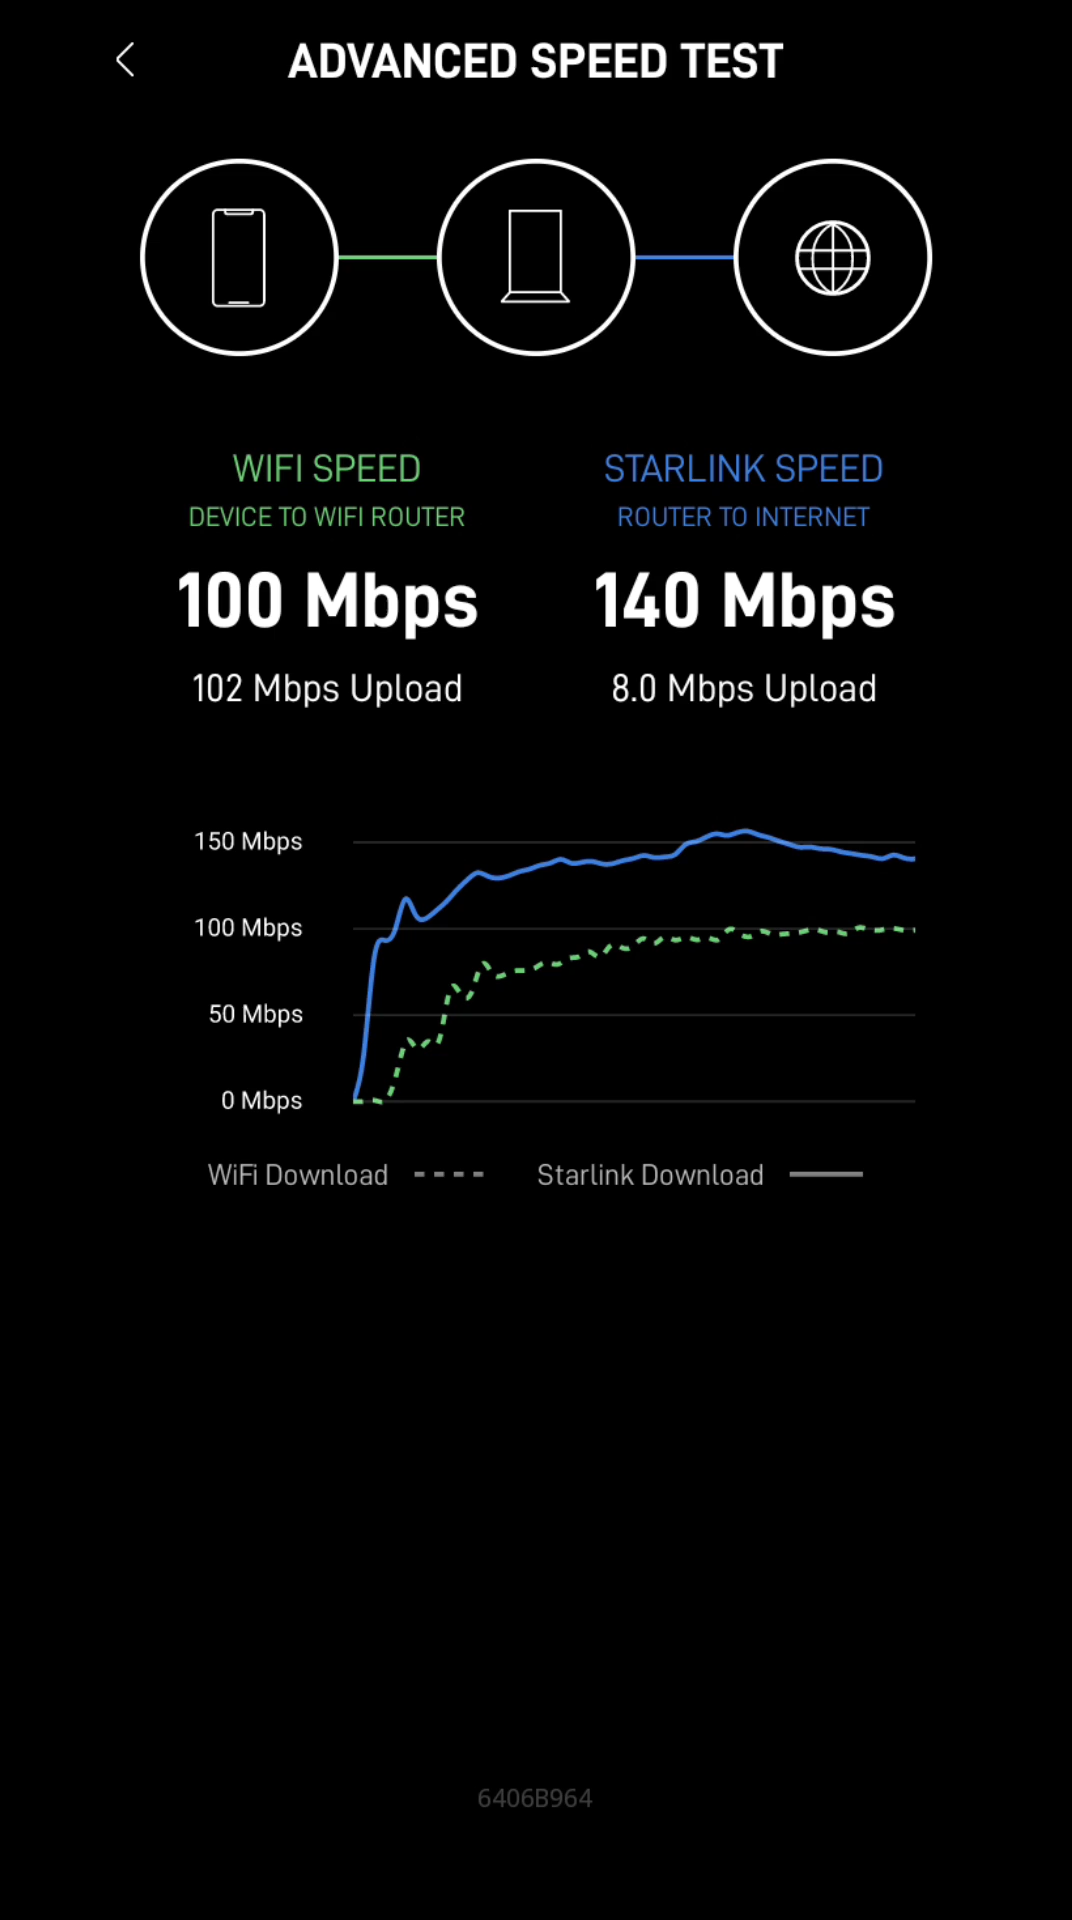 ADVANCED SPEED TEST
WIFI SPEED
DEVICE TO WIFI ROUTER
100 Mbps
102 Mbps Upload
STARLINK SPEED
ROUTER TO INTERNET
140 Mbps
8.0 Mbps Upload
150 Mbps
100 Mbps
50 Mbps
0 Mbps
WiFi Download
Starlink Download
6406B964